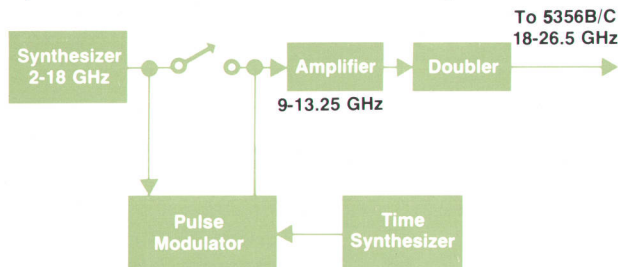 To 5356B/C
18-26.5 GHz
Synthesizer
2-18 GHz
Amplifier
Doubler
9-13.25 GHz
Pulse
Modulator
Time
Synthesizer